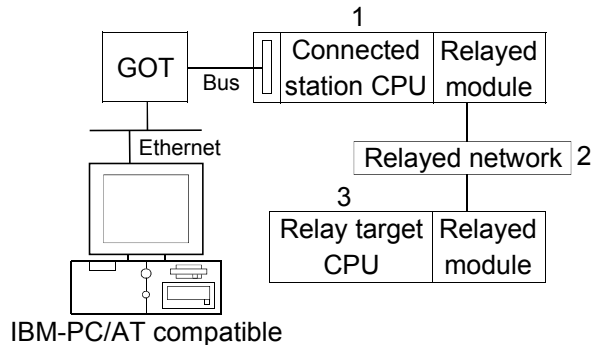 1
GOT
Bus
Connected
station CPU
Relayed
module
Ethernet
Relayed network
2
3
Relay target
CPU
Relayed
module
IBM-PC/AT compatible